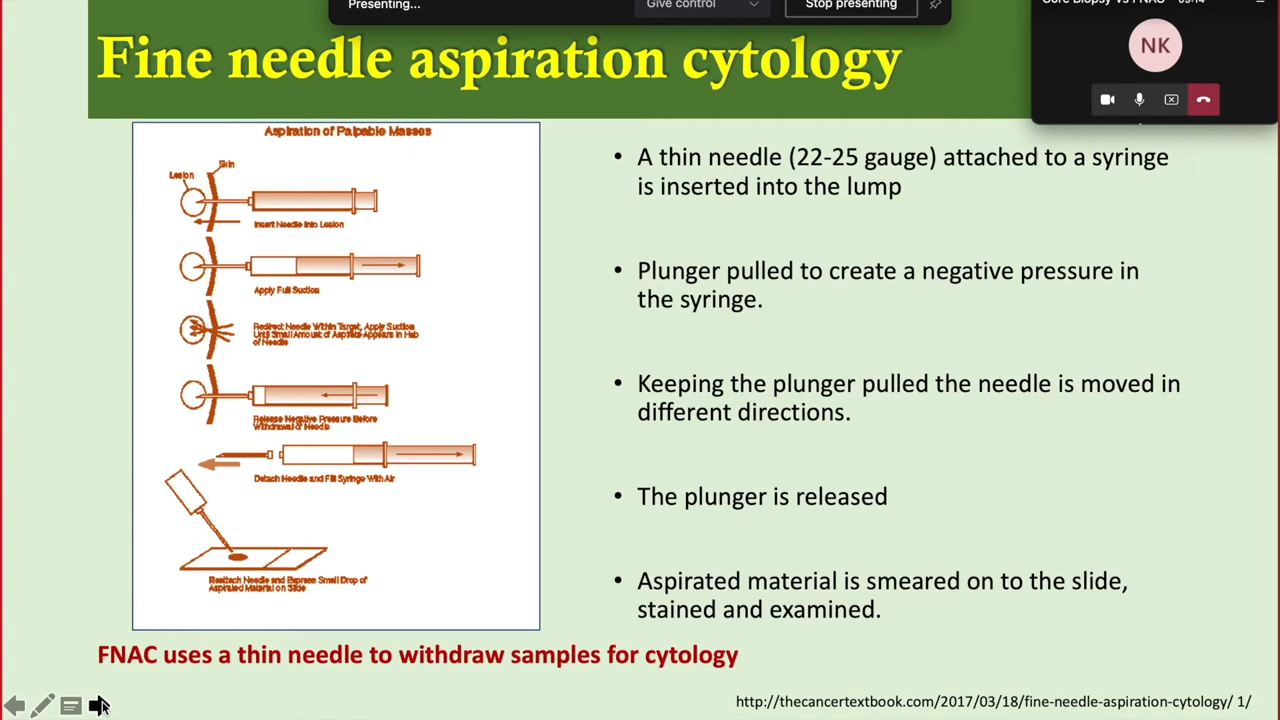 Presenting...
Give control
Stop presenting
Core Biopsy Vs FNAC
09:14
NK
Fine needle aspiration cytology
Aspiration of Palpable Masses
Skin
Lesion
Insert Needle Into Lesion
Apply Full Suction
Redirect Needle Within Target, Apply Suction
Until Small Amount of Aspirate Appears in Hub
of Needle
Release Negative Pressure Before
Withdrawal of Needle
Detach Needle and Fill Syringe With Air
Reattach Needle and Express Small Drop of
Aspirated Material on Slide
• A thin needle (22-25 gauge) attached to a syringe
is inserted into the lump
• Plunger pulled to create a negative pressure in
the syringe.
• Keeping the plunger pulled the needle is moved in
different directions.
• The plunger is released
• Aspirated material is smeared on to the slide,
stained and examined.
FNAC uses a thin needle to withdraw samples for cytology
http://thecancertextbook.com/2017/03/18/fine-needle-aspiration-cytology/ 1/